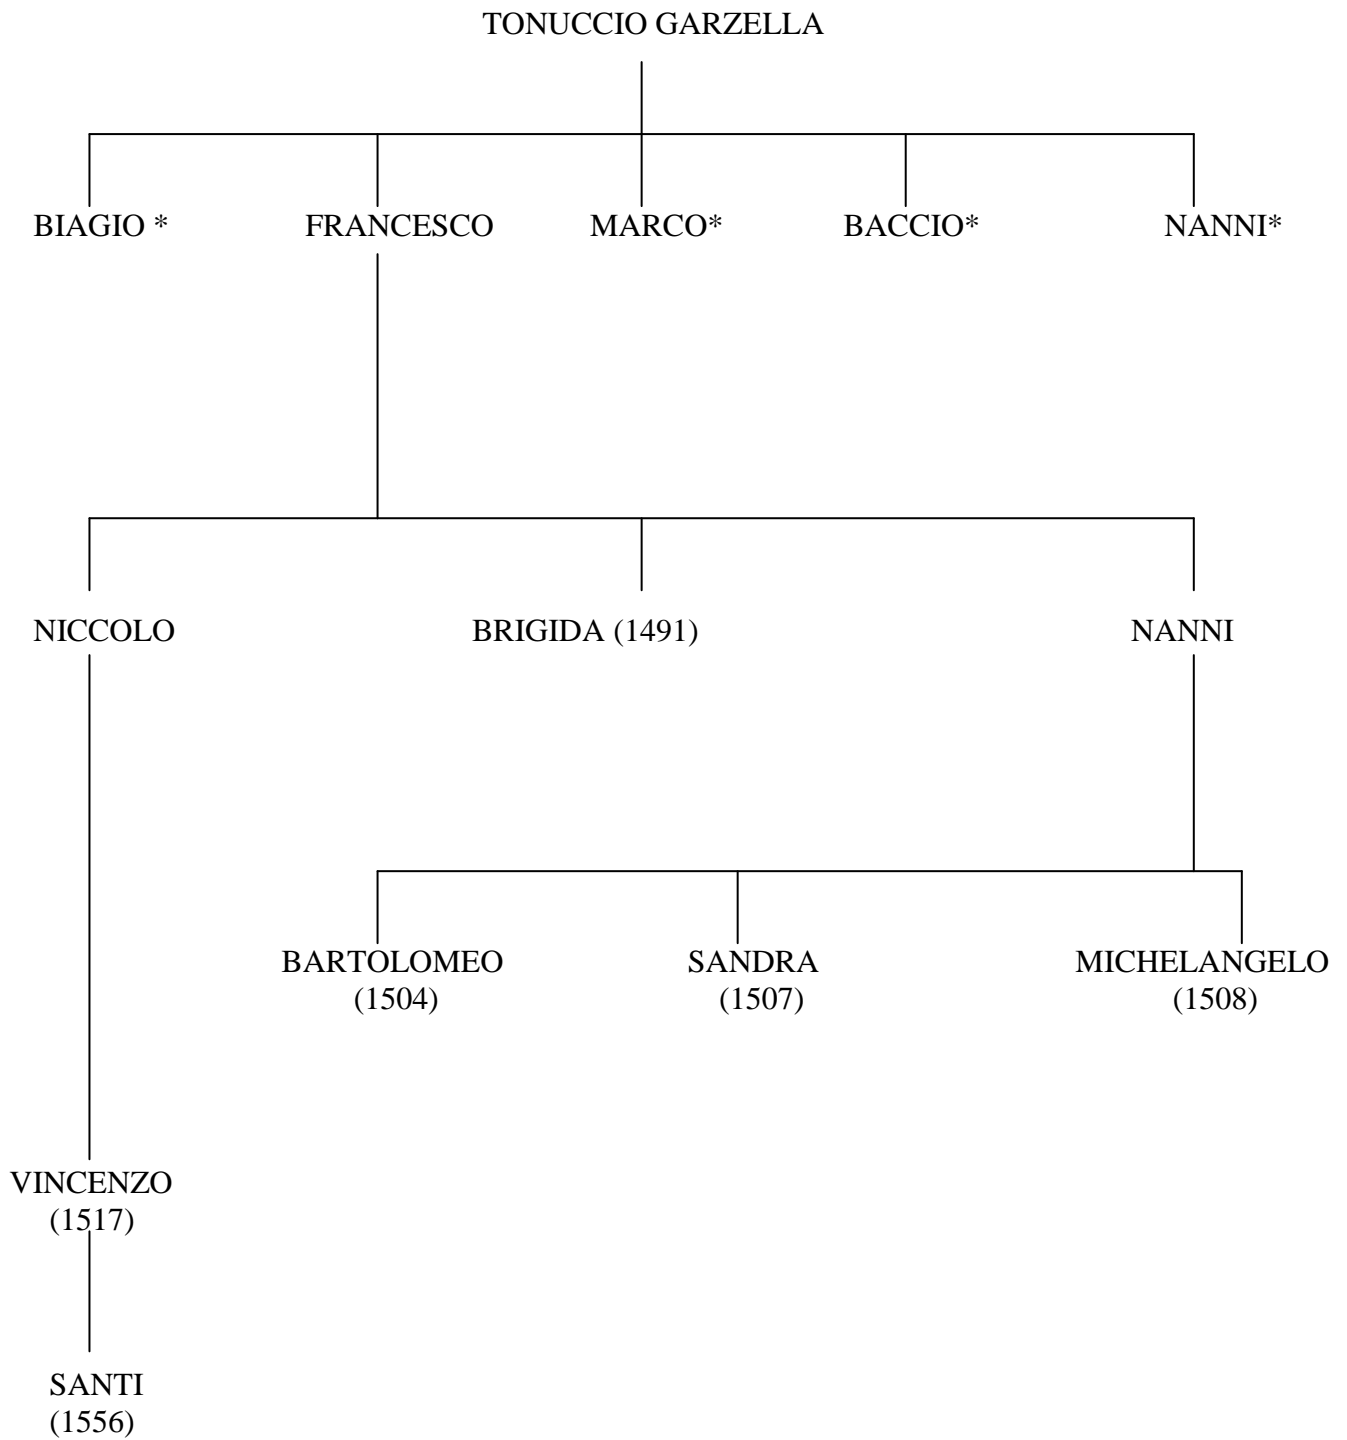 TONUCCIO GARZELLA
BIAGIO * FRANCESCO MARCO* BACCIO* NANNI*
NICCOLO BRIGIDA (1491) NANNI
BARTOLOMEO SANDRA MICHELANGELO
(1504) (1507) (1508)
VINCENZO
(1517)
SANTI
(1556)